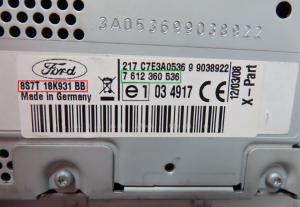 3A053699038922
Ford
217 C7E3A0536 9 9038922
7 612 360 536
8S7T 18K931 BB
Made in Germany
e1 03 4917
12/03/08
X - Part